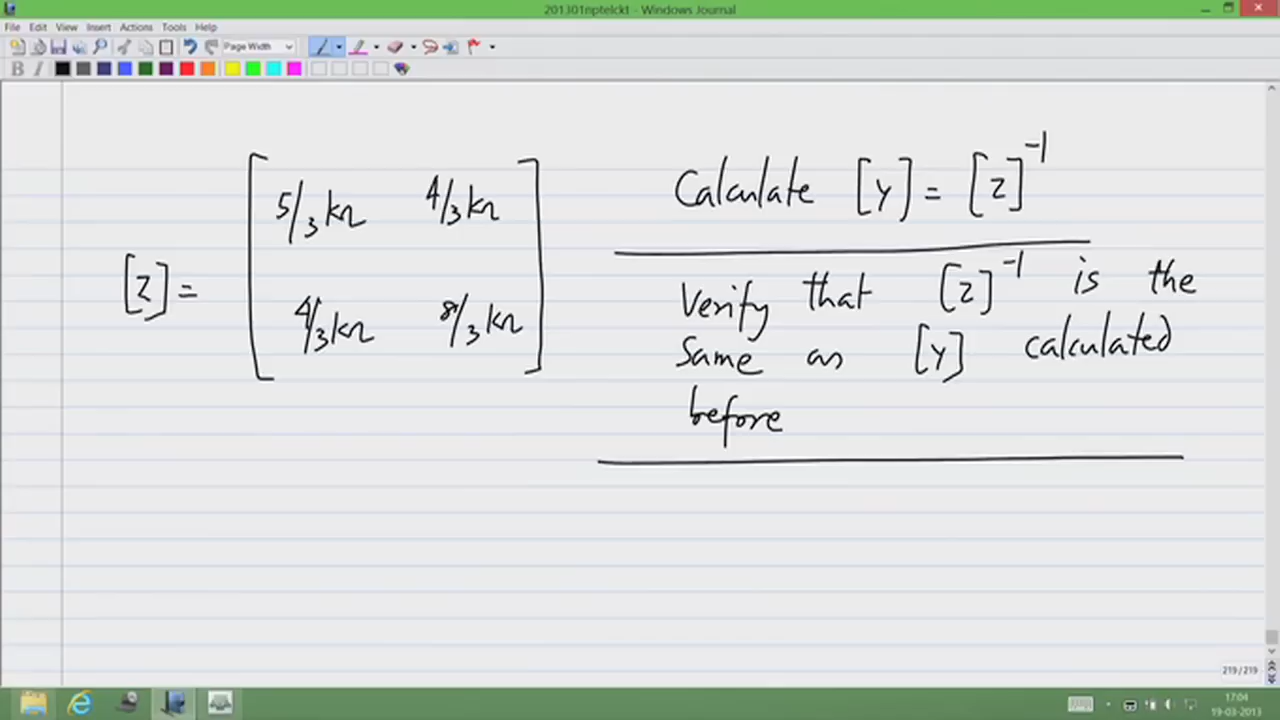 201301nptelckt - Windows Journal
File Edit View Insert Actions Tools Help
Page Width
B I
[Z] = [ 5/3 kΩ 4/3 kΩ
4/3 kΩ 8/3 kΩ ]
Calculate [Y] = [Z]^-1
Verify that [Z]^-1 is the
same as [Y] calculated
before
219 / 219
17:04
19-03-2013